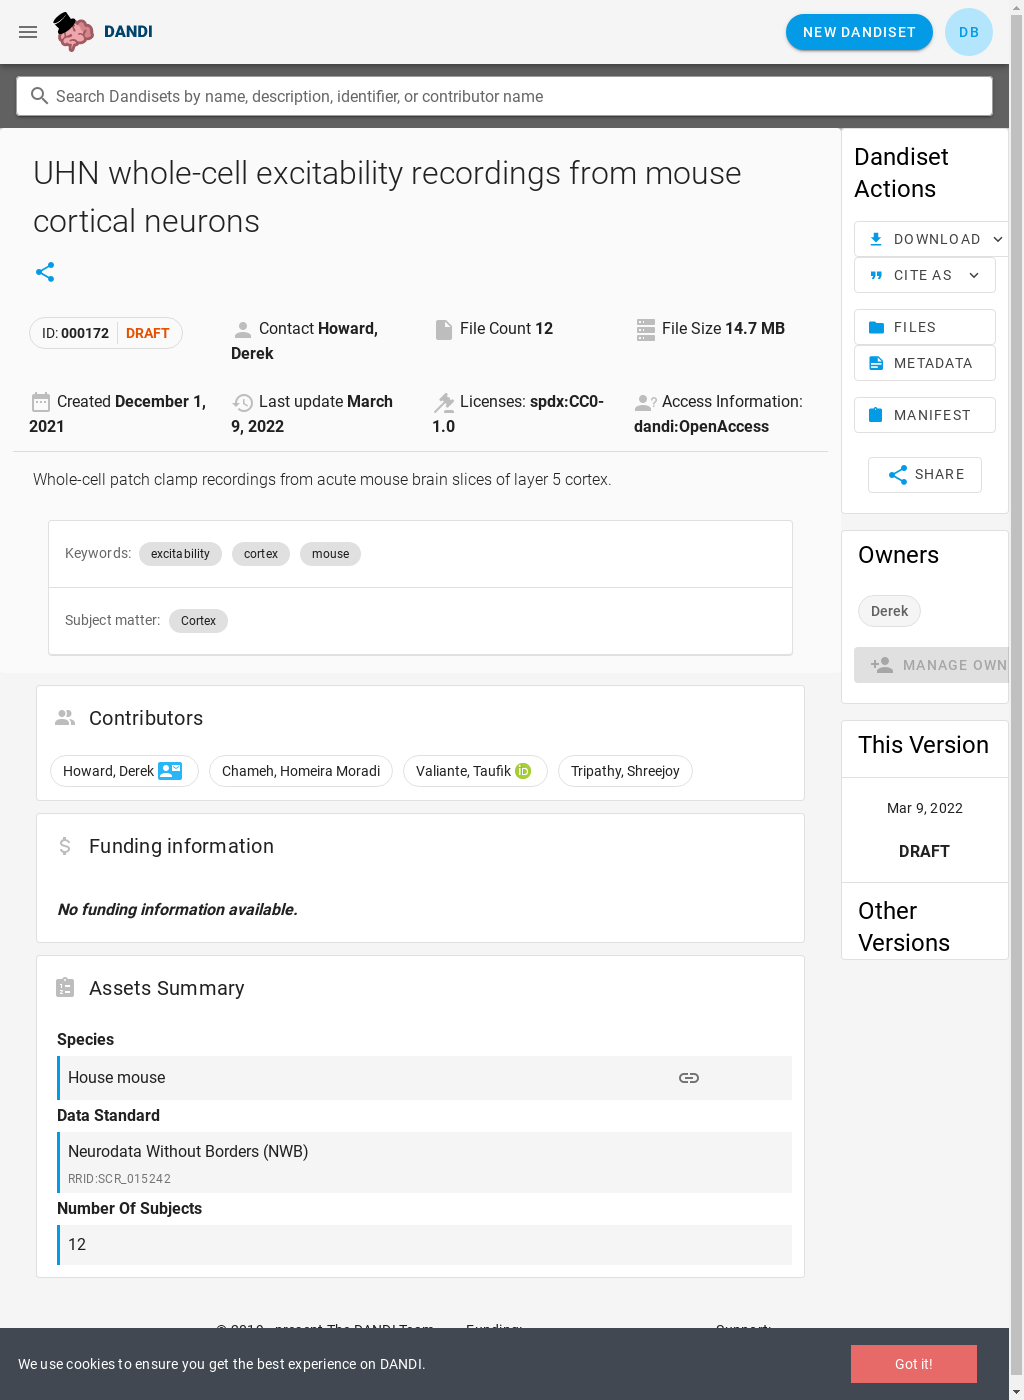 DANDI
NEW DANDISET
DB
Search Dandisets by name, description, identifier, or contributor name
UHN whole-cell excitability recordings from mouse
cortical neurons
ID: 000172 DRAFT
Contact Howard,
Derek
File Count 12
File Size 14.7 MB
Created December 1,
2021
Last update March
9, 2022
Licenses: spdx:CC0-
1.0
Access Information:
dandi:OpenAccess
Whole-cell patch clamp recordings from acute mouse brain slices of layer 5 cortex.
Keywords: excitability cortex mouse
Subject matter: Cortex
Contributors
Howard, Derek
Chameh, Homeira Moradi
Valiante, Taufik iD
Tripathy, Shreejoy
Funding information
No funding information available.
Assets Summary
Species
House mouse
Data Standard
Neurodata Without Borders (NWB)
RRID:SCR_015242
Number Of Subjects
12
Dandiset
Actions
DOWNLOAD
CITE AS
FILES
METADATA
MANIFEST
SHARE
Owners
Derek
MANAGE OWN
This Version
Mar 9, 2022
DRAFT
Other
Versions
present The DANDI Team
Funding:
Support:
We use cookies to ensure you get the best experience on DANDI.
Got it!